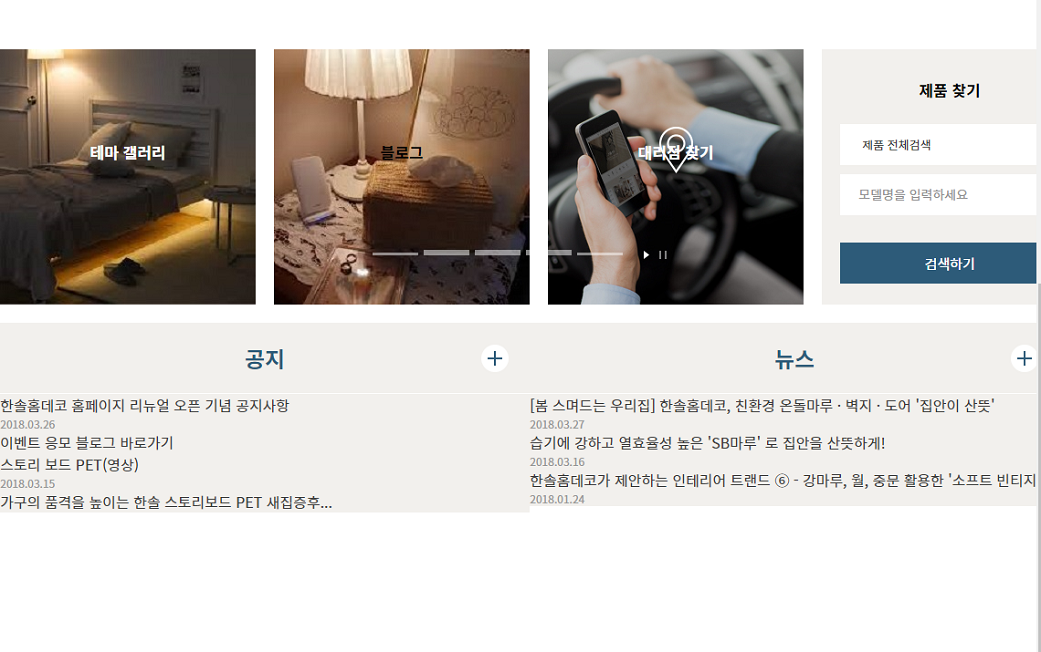 테마 갤러리
블로그
대리점 찾기
제품 찾기
제품 전체검색
모델명을 입력하세요
검색하기
공지
한솔홈데코 홈페이지 리뉴얼 오픈 기념 공지사항
2018.03.26
이벤트 응모 블로그 바로가기
스토리 보드 PET(영상)
2018.03.15
가구의 품격을 높이는 한솔 스토리보드 PET 새집증후...
뉴스
[봄 스며드는 우리집] 한솔홈데코, 친환경 온돌마루 · 벽지 · 도어 '집안이 산뜻'
2018.03.27
습기에 강하고 열효율성 높은 'SB마루' 로 집안을 산뜻하게!
2018.03.16
한솔홈데코가 제안하는 인테리어 트랜드 ⑥ - 강마루, 월, 중문 활용한 '소프트 빈티지
2018.01.24